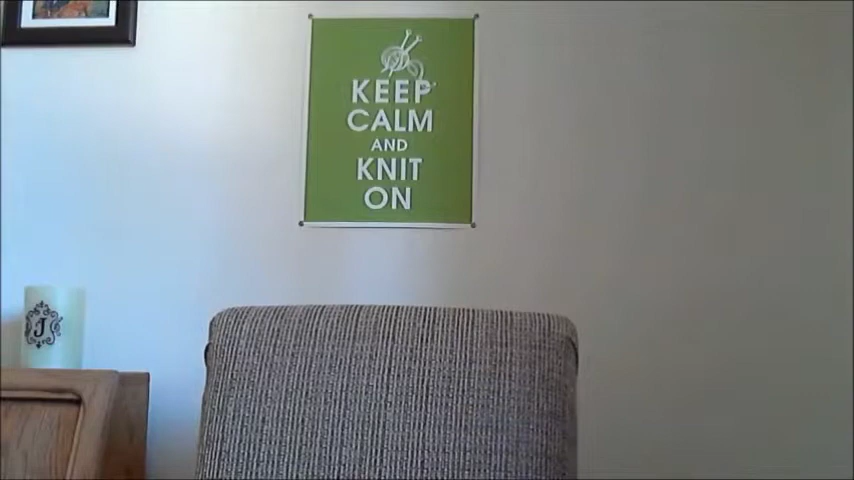 KEEP
CALM
AND
KNIT
ON
J